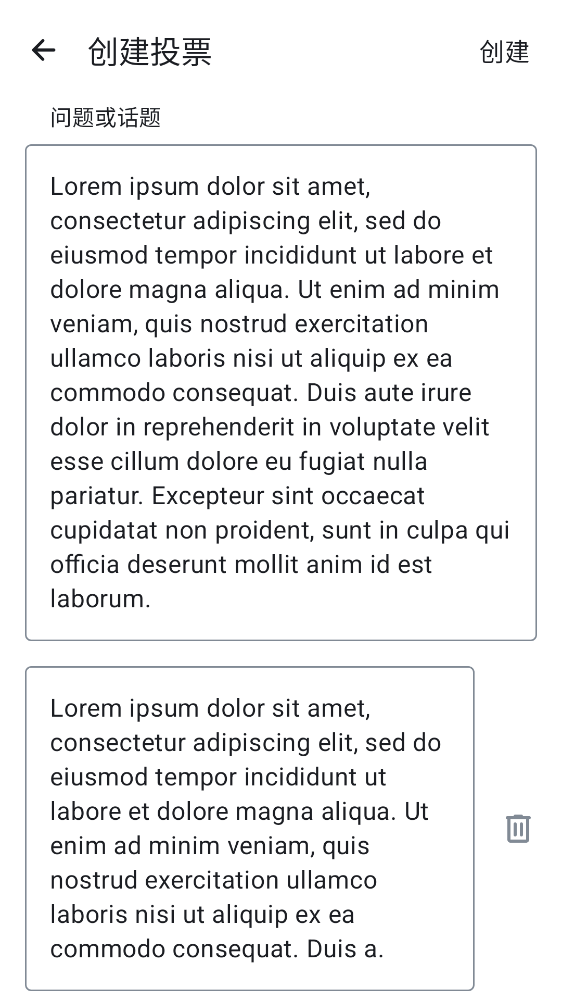 创建投票
创建
问题或话题
Lorem ipsum dolor sit amet,
consectetur adipiscing elit, sed do
eiusmod tempor incididunt ut labore et
dolore magna aliqua. Ut enim ad minim
veniam, quis nostrud exercitation
ullamco laboris nisi ut aliquip ex ea
commodo consequat. Duis aute irure
dolor in reprehenderit in voluptate velit
esse cillum dolore eu fugiat nulla
pariatur. Excepteur sint occaecat
cupidatat non proident, sunt in culpa qui
officia deserunt mollit anim id est
laborum.
Lorem ipsum dolor sit amet,
consectetur adipiscing elit, sed do
eiusmod tempor incididunt ut
labore et dolore magna aliqua. Ut
enim ad minim veniam, quis
nostrud exercitation ullamco
laboris nisi ut aliquip ex ea
commodo consequat. Duis a.